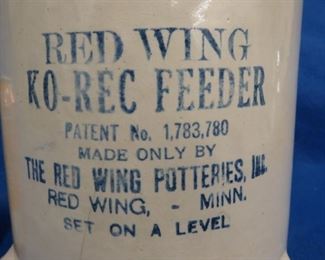 RED WING
KO-REC FEEDER
PATENT No. 1,783,780
MADE ONLY BY
THE RED WING POTTERIES, INC.
RED WING, - MINN.
SET ON A LEVEL